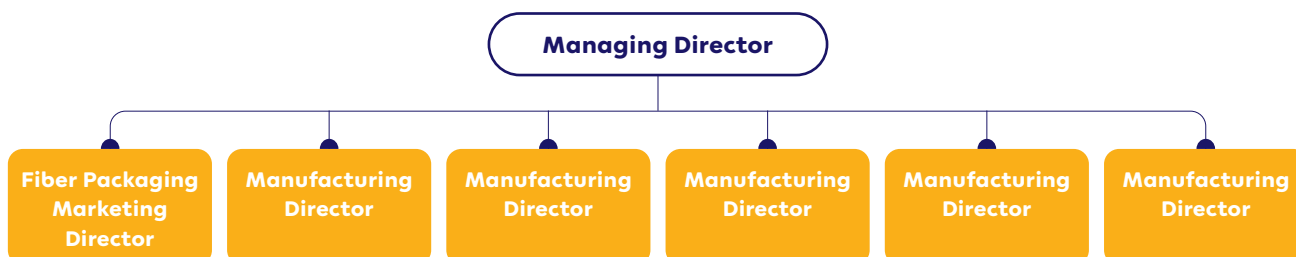 Managing Director
Fiber Packaging
Marketing
Director
Manufacturing
Director
Manufacturing
Director
Manufacturing
Director
Manufacturing
Director
Manufacturing
Director